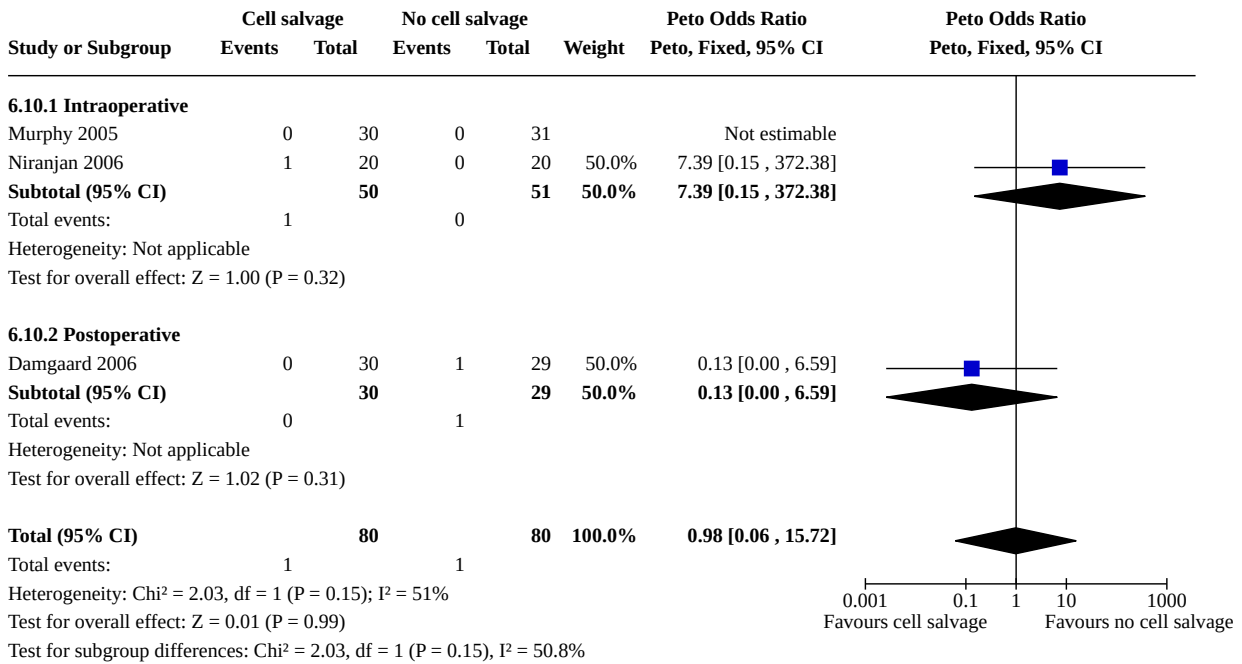 Cell salvage No cell salvage Peto Odds Ratio Peto Odds Ratio
Study or Subgroup Events Total Events Total Weight Peto, Fixed, 95% CI Peto, Fixed, 95% CI
6.10.1 Intraoperative
Murphy 2005 0 30 0 31 Not estimable
Niranjan 2006 1 20 0 20 50.0% 7.39 [0.15 , 372.38]
Subtotal (95% CI) 50 51 50.0% 7.39 [0.15 , 372.38]
Total events: 1 0
Heterogeneity: Not applicable
Test for overall effect: Z = 1.00 (P = 0.32)
6.10.2 Postoperative
Damgaard 2006 0 30 1 29 50.0% 0.13 [0.00 , 6.59]
Subtotal (95% CI) 30 29 50.0% 0.13 [0.00 , 6.59]
Total events: 0 1
Heterogeneity: Not applicable
Test for overall effect: Z = 1.02 (P = 0.31)
Total (95% CI) 80 80 100.0% 0.98 [0.06 , 15.72]
Total events: 1 1
Heterogeneity: Chi² = 2.03, df = 1 (P = 0.15); I² = 51%
0.001 0.1 1 10 1000
Test for overall effect: Z = 0.01 (P = 0.99)
Favours cell salvage Favours no cell salvage
Test for subgroup differences: Chi² = 2.03, df = 1 (P = 0.15), I² = 50.8%